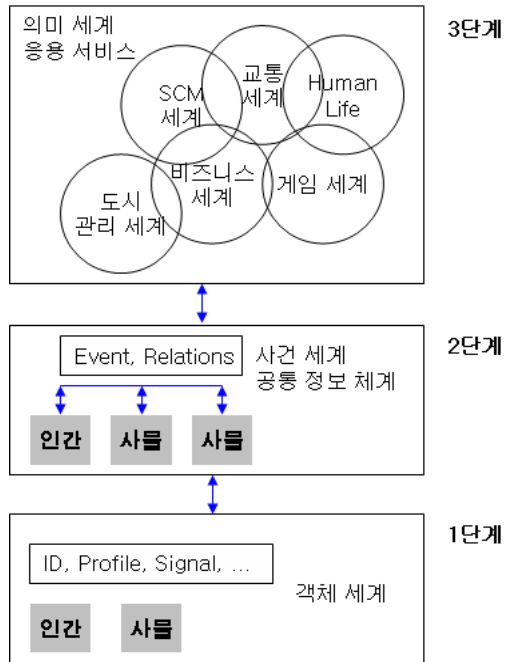 의미 세계
응용 서비스
3단계
SCM
세계
교통
세계
Human
Life
도시
관리 세계
비즈니스
세계
게임 세계
2단계
Event, Relations
사건 세계
공통 정보 체계
인간
사물
사물
1단계
ID, Profile, Signal, ...
객체 세계
인간
사물